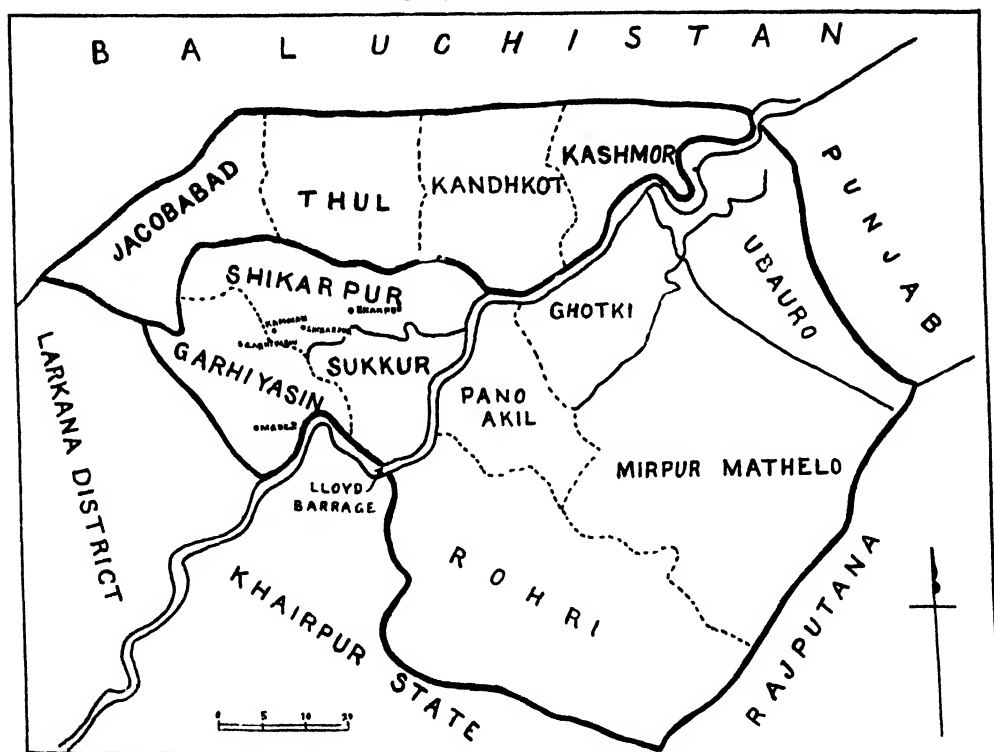 BALUCHISTAN
PUNJAB
JACOBABAD
THUL
KANDHKOT
KASHMOR
UBAURO
SHIKARPUR
GHOTKI
GARHIYASIN
SUKKUR
PANO
AKIL
MIRPUR MATHELO
LARKANA DISTRICT
LLOYD
BARRAGE
ROHRI
KHAIRPUR STATE
RAJPUTANA
0 5 10 20